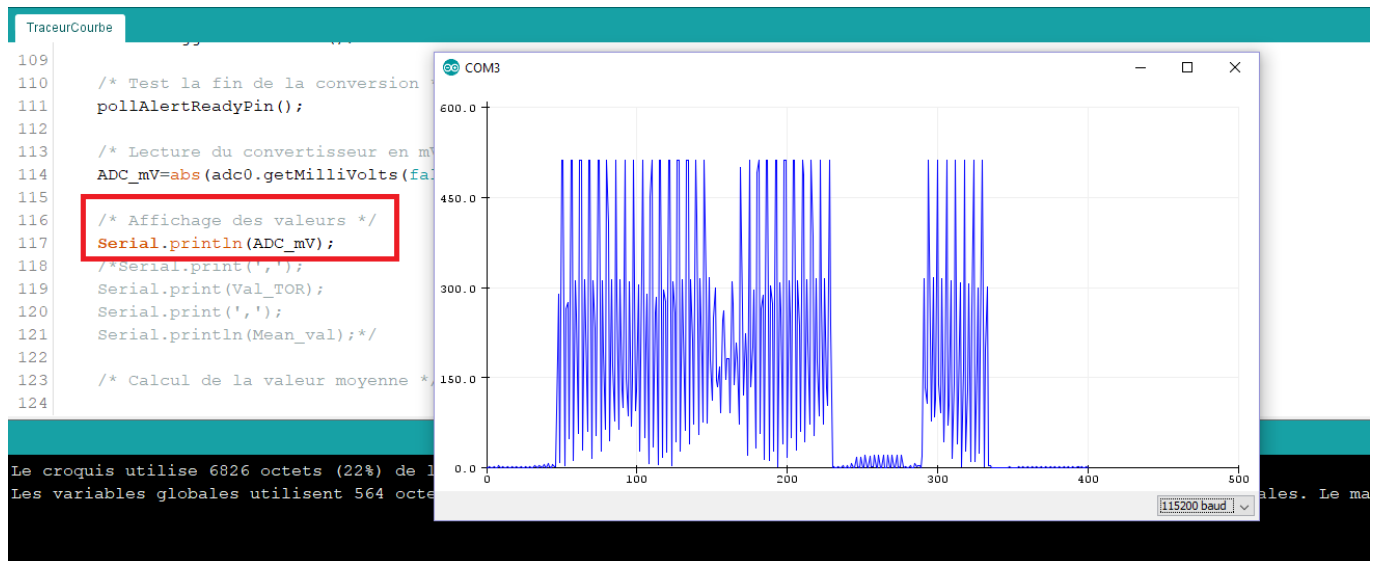 TraceurCourbe
109
110 /* Test la fin de la conversion
111 pollAlertReadyPin();
112
113 /* Lecture du convertisseur en mV
114 ADC_mV=abs(adc0.getMilliVolts(fal
115
116 /* Affichage des valeurs */
117 Serial.println(ADC_mV);
118 /*Serial.print(',');
119 Serial.print(Val_TOR);
120 Serial.print(',');
121 Serial.println(Mean_val);*/
122
123 /* Calcul de la valeur moyenne *
124
COM3
600.0
450.0
300.0
150.0
0.0
0 100 200 300 400 500
115200 baud
Le croquis utilise 6826 octets (22%) de l
Les variables globales utilisent 564 octe
ales. Le ma